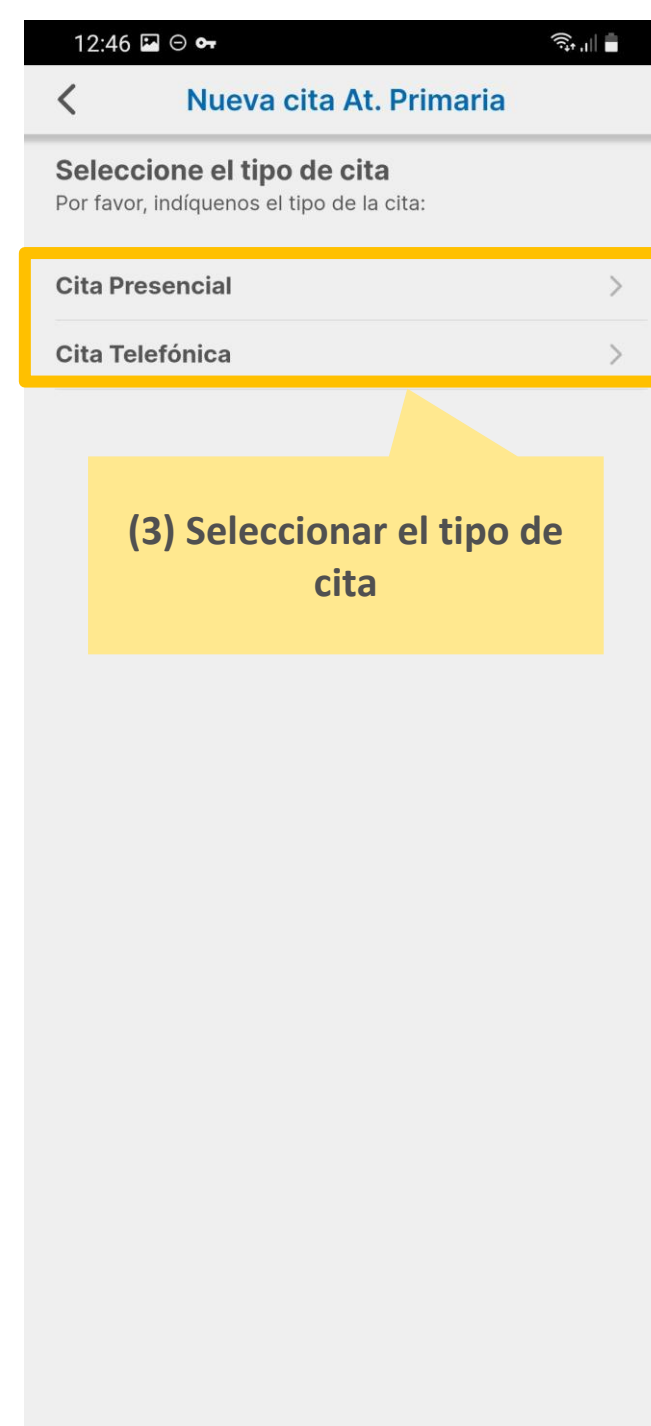 12:46
Nueva cita At. Primaria
Seleccione el tipo de cita
Por favor, indíquenos el tipo de la cita:
Cita Presencial
Cita Telefónica
(3) Seleccionar el tipo de
cita